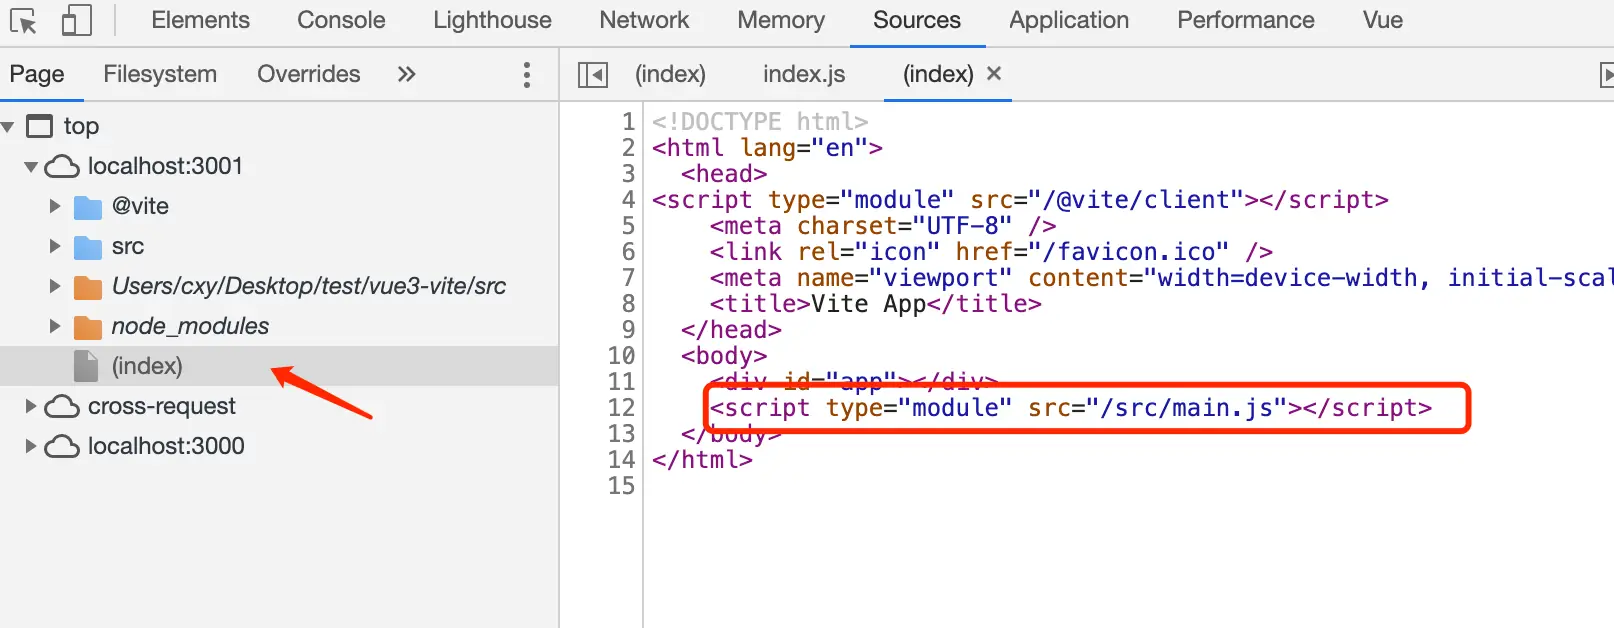 Elements Console Lighthouse Network Memory Sources Application Performance Vue
Page Filesystem Overrides »
(index) index.js (index) ×
top
localhost:3001
@vite
src
Users/cxy/Desktop/test/vue3-vite/src
node_modules
(index)
cross-request
localhost:3000
1 <!DOCTYPE html>
2 <html lang="en">
3 <head>
4 <script type="module" src="/@vite/client"></script>
5 <meta charset="UTF-8" />
6 <link rel="icon" href="/favicon.ico" />
7 <meta name="viewport" content="width=device-width, initial-scal
8 <title>Vite App</title>
9 </head>
10 <body>
11 <div id="app"></div>
12 <script type="module" src="/src/main.js"></script>
13 </body>
14 </html>
15